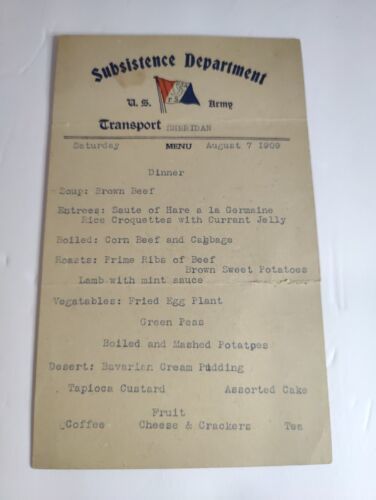 Subsistence Department
U. S. Army
Transport SHERIDAN
Saturday MENU August 7 1909
Dinner
Soup: Brown Beef
Entrees: Saute of Hare a la Germaine
Rice Croquettes with Currant Jelly
Boiled: Corn Beef and Cabbage
Roasts: Prime Ribs of Beef
Brown Sweet Potatoes
Lamb with mint sauce
Vegatables: Fried Egg Plant
Green Peas
Boiled and Mashed Potatoes
Desert: Bavarian Cream Pudding
Tapioca Custard Assorted Cake
Fruit
Coffee Cheese & Crackers Tea